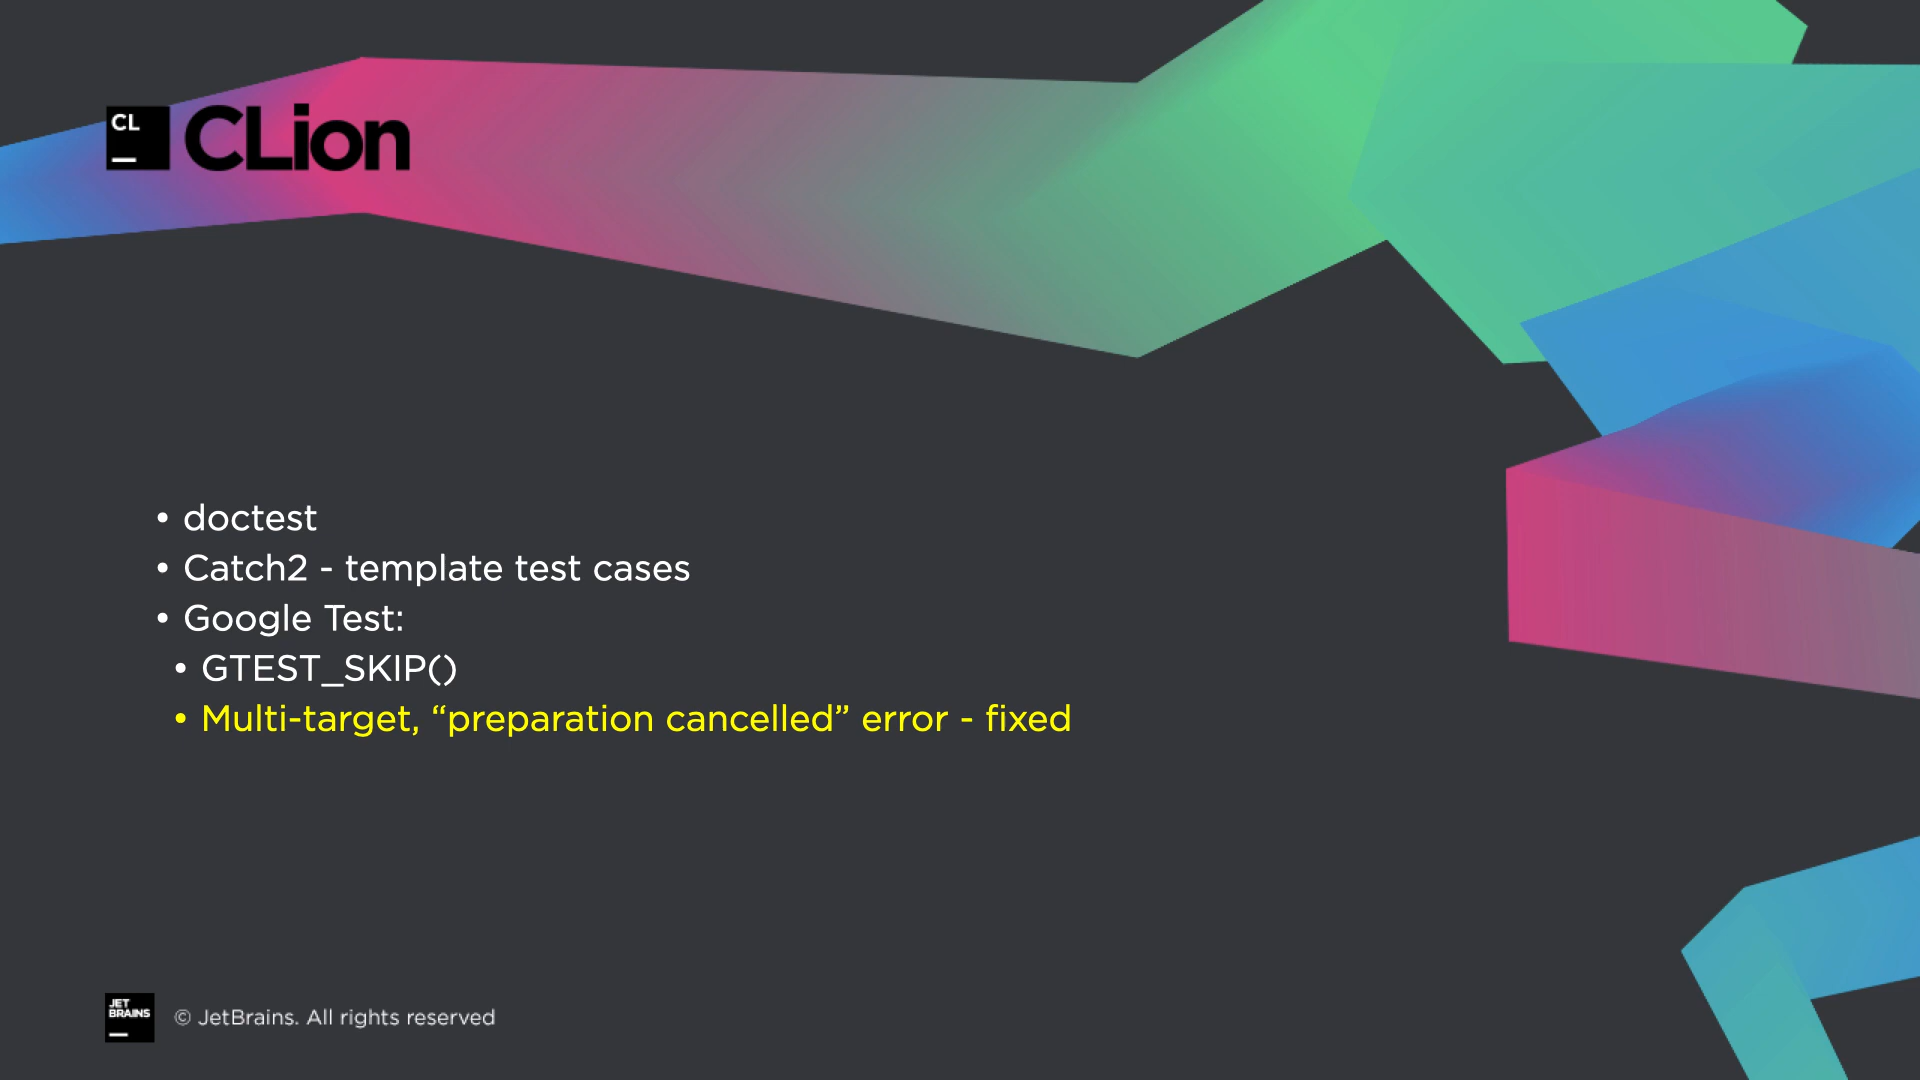 CL
CLion
• doctest
• Catch2 - template test cases
• Google Test:
• GTEST_SKIP()
• Multi-target, “preparation cancelled” error - fixed
JET
BRAINS
© JetBrains. All rights reserved